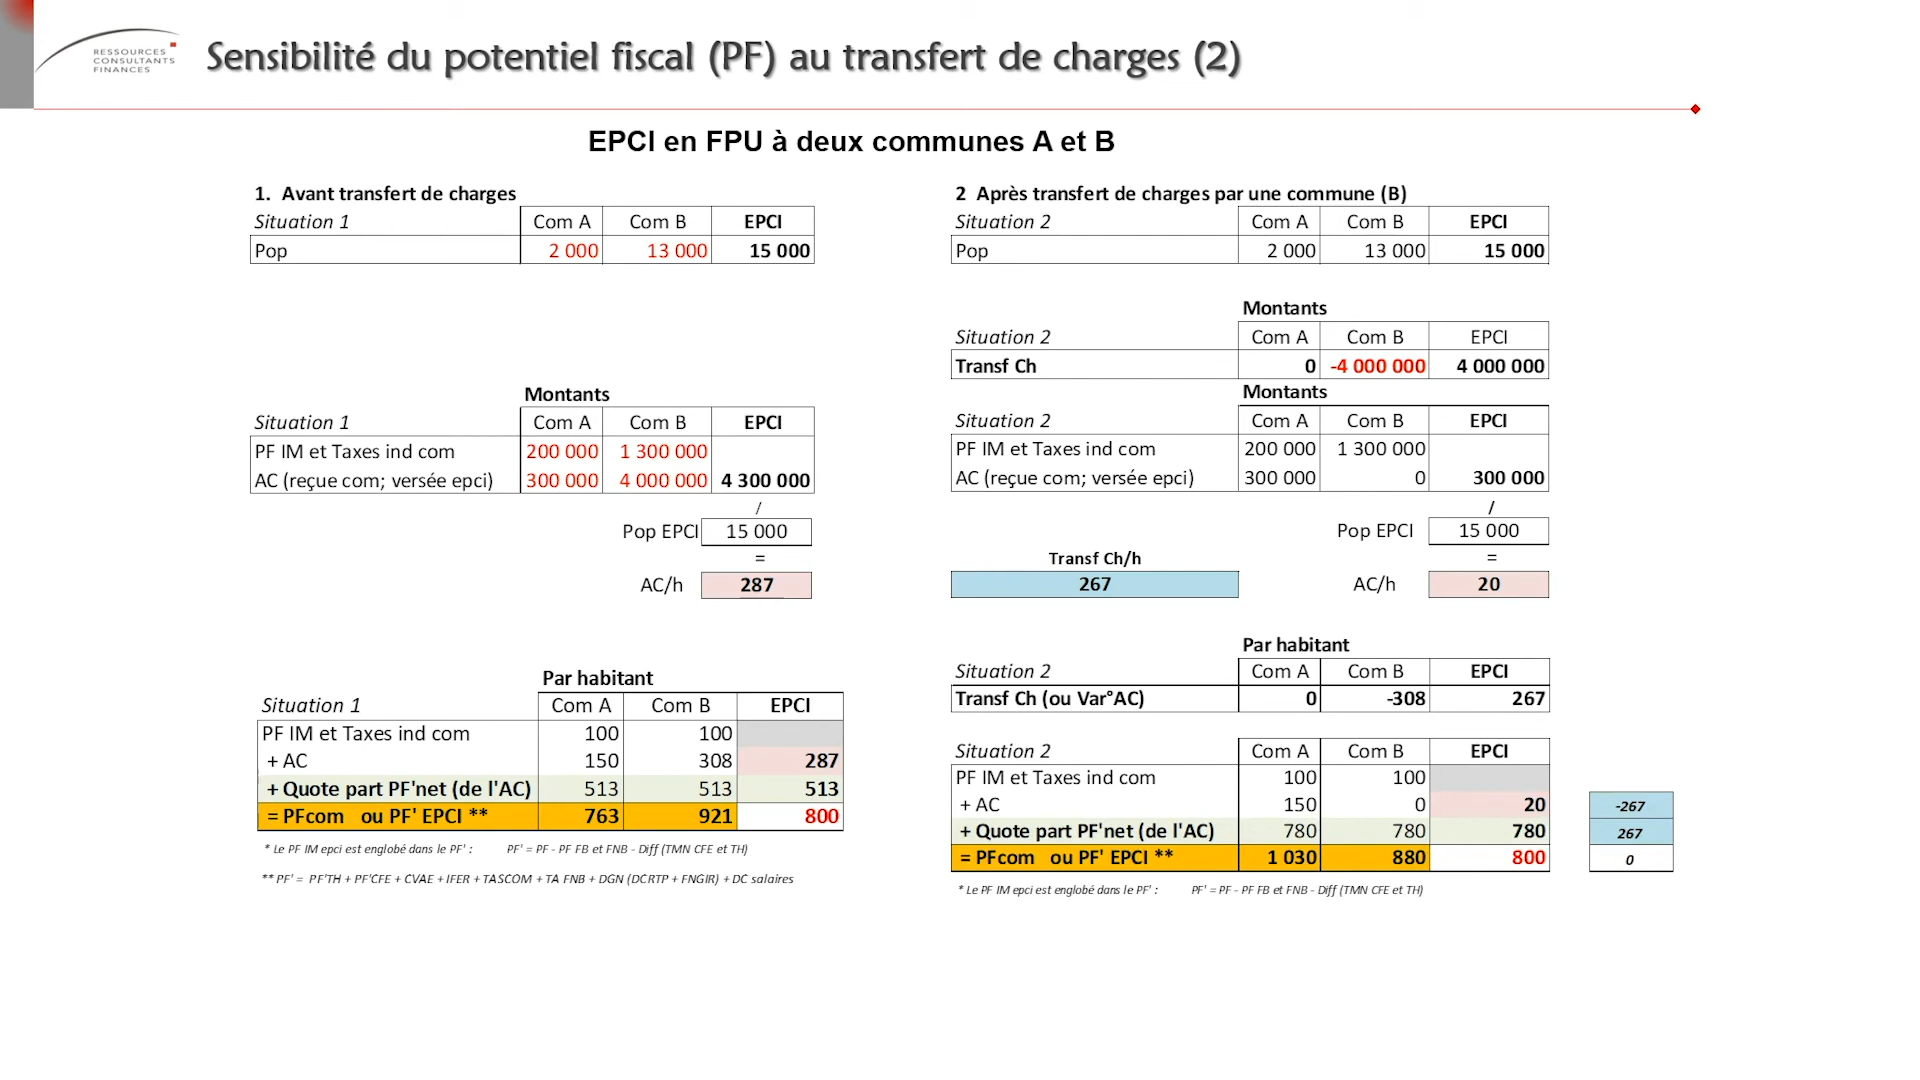 RESSOURCES
CONSULTANTS
FINANCES
Sensibilité du potentiel fiscal (PF) au transfert de charges (2)
EPCI en FPU à deux communes A et B
1. Avant transfert de charges
Situation 1 Com A Com B EPCI
Pop 2 000 13 000 15 000
Montants
Situation 1 Com A Com B EPCI
PF IM et Taxes ind com 200 000 1 300 000
AC (reçue com; versée epci) 300 000 4 000 000 4 300 000
/
Pop EPCI 15 000
=
AC/h 287
Par habitant
Situation 1 Com A Com B EPCI
PF IM et Taxes ind com 100 100
+ AC 150 308 287
+ Quote part PF'net (de l'AC) 513 513 513
= PFcom ou PF' EPCI ** 763 921 800
* Le PF IM epci est englobé dans le PF' : PF' = PF - PF FB et FNB - Diff (TMN CFE et TH)
** PF' = PF'TH + PF'CFE + CVAE + IFER + TASCOM + TA FNB + DGN (DCRTP + FNGIR) + DC salaires
2 Après transfert de charges par une commune (B)
Situation 2 Com A Com B EPCI
Pop 2 000 13 000 15 000
Montants
Situation 2 Com A Com B EPCI
Transf Ch 0 -4 000 000 4 000 000
Montants
Situation 2 Com A Com B EPCI
PF IM et Taxes ind com 200 000 1 300 000
AC (reçue com; versée epci) 300 000 0 300 000
/
Pop EPCI 15 000
Transf Ch/h =
267 AC/h 20
Par habitant
Situation 2 Com A Com B EPCI
Transf Ch (ou Var°AC) 0 -308 267
Situation 2 Com A Com B EPCI
PF IM et Taxes ind com 100 100
+ AC 150 0 20 -267
+ Quote part PF'net (de l'AC) 780 780 780 267
= PFcom ou PF' EPCI ** 1 030 880 800 0
* Le PF IM epci est englobé dans le PF' : PF' = PF - PF FB et FNB - Diff (TMN CFE et TH)